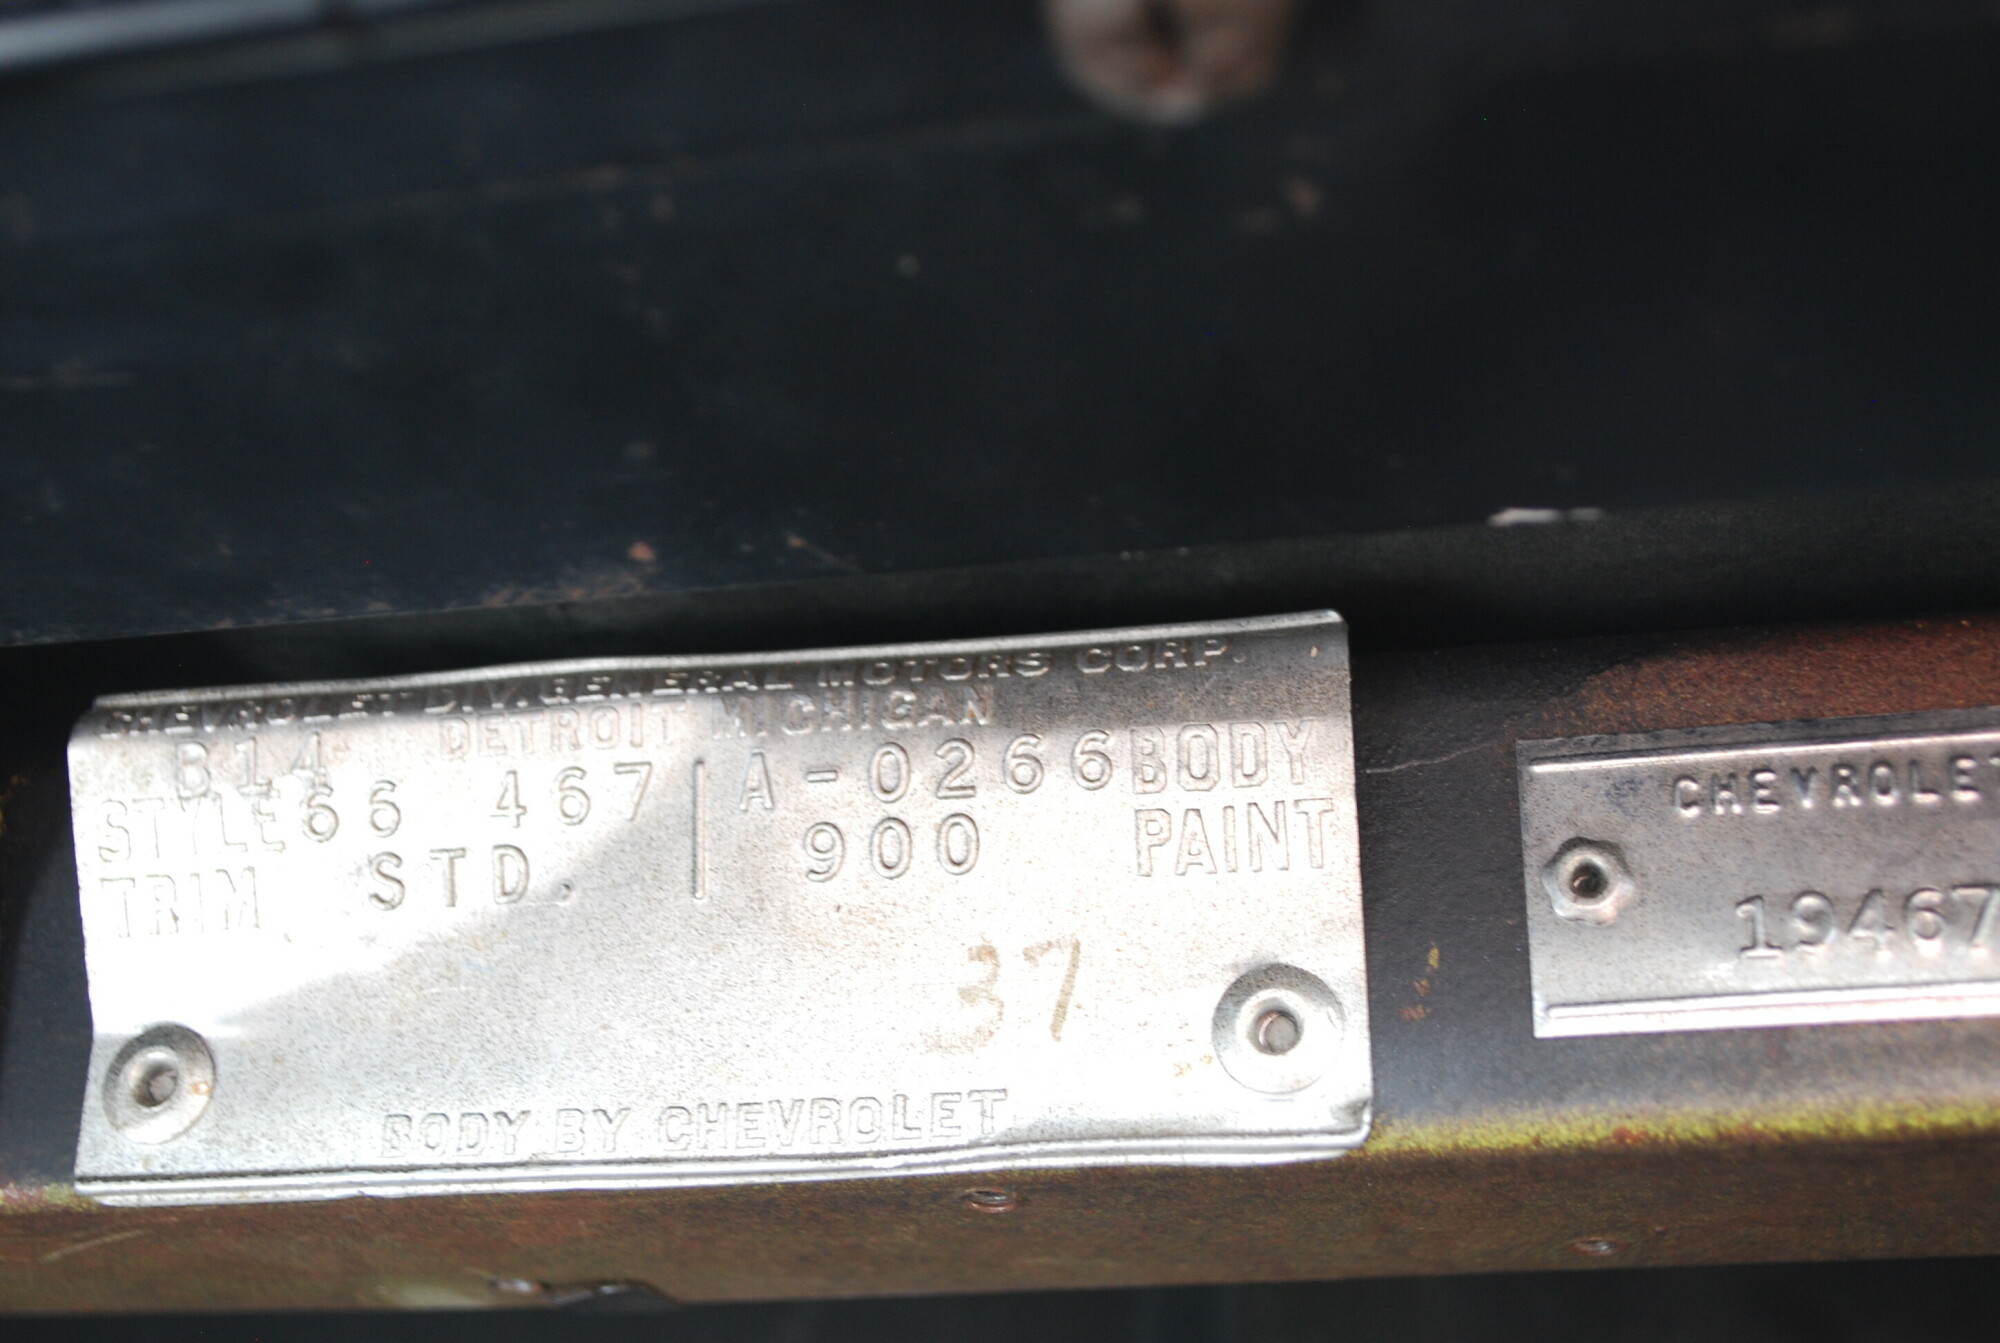 CHEVROLET DIV. GENERAL MOTORS CORP.
DETROIT MICHIGAN
B14
STYLE 66 467 | A-0266 BODY
TRIM STD. | 900 PAINT
37
BODY BY CHEVROLET
CHEVROLET
19467